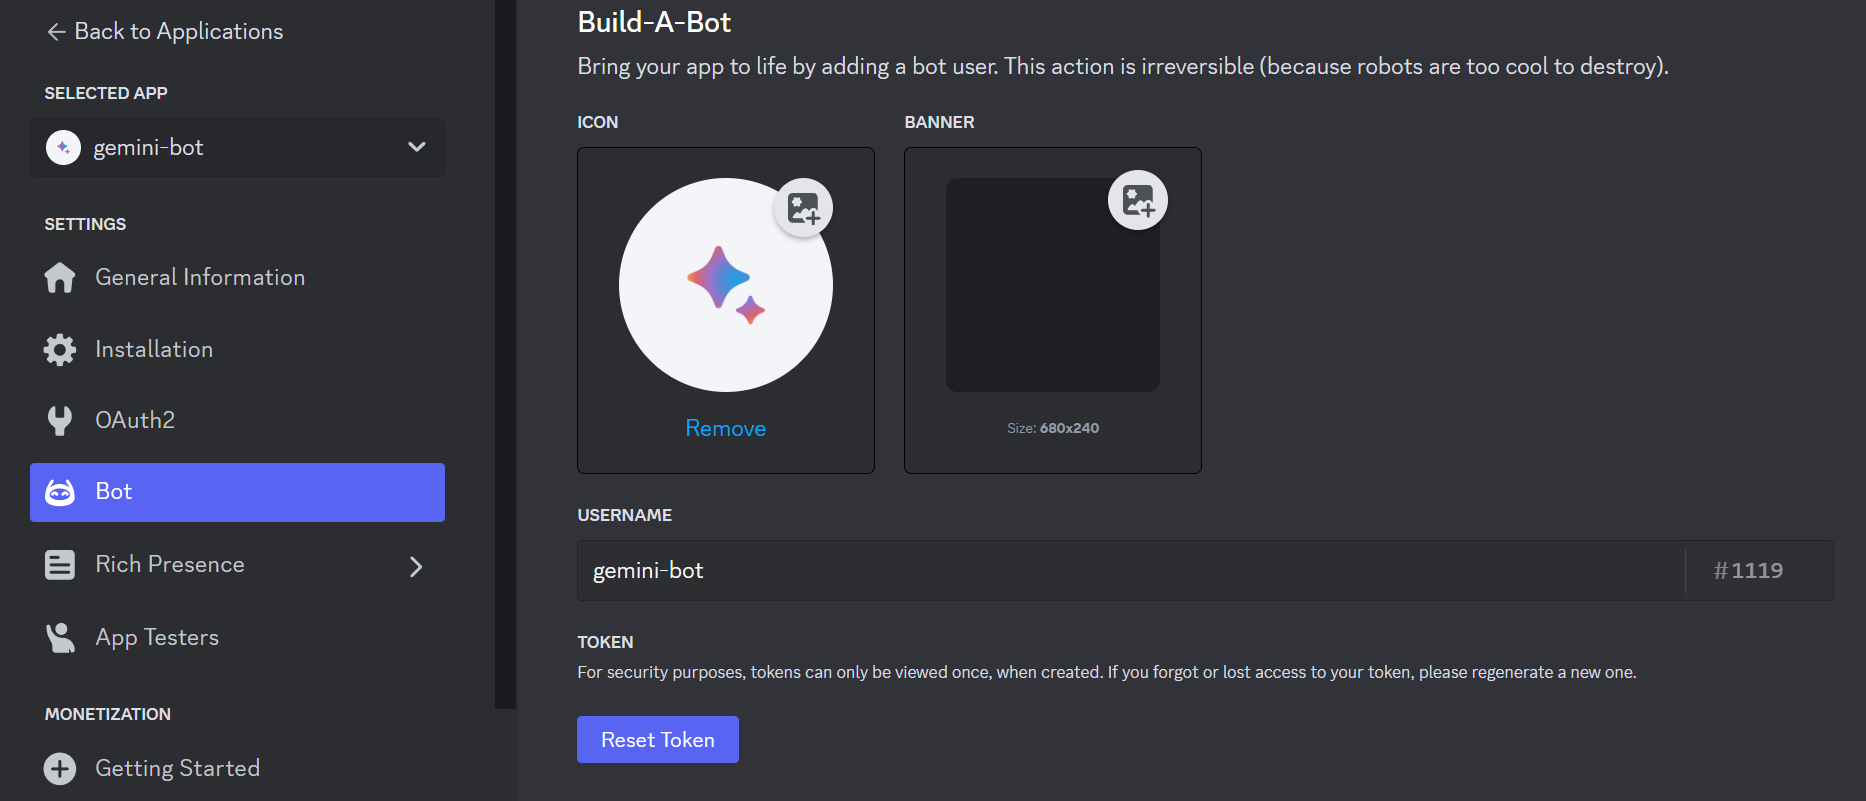 Back to Applications
SELECTED APP
gemini-bot
SETTINGS
General Information
Installation
OAuth2
Bot
Rich Presence
App Testers
MONETIZATION
Getting Started
Build-A-Bot
Bring your app to life by adding a bot user. This action is irreversible (because robots are too cool to destroy).
ICON
Remove
BANNER
Size: 680x240
USERNAME
gemini-bot #1119
TOKEN
For security purposes, tokens can only be viewed once, when created. If you forgot or lost access to your token, please regenerate a new one.
Reset Token